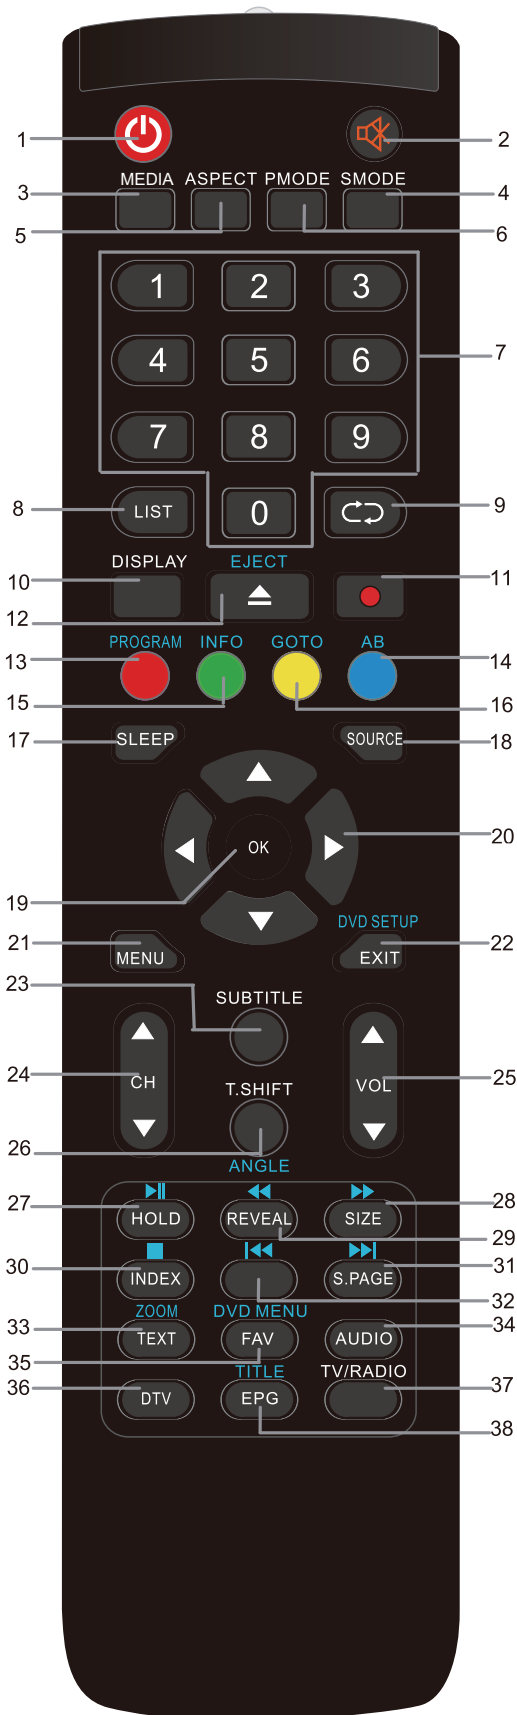 1 2
MEDIA ASPECT PMODE SMODE
3 4
5 6
1 2 3
7
4 5 6
7 8 9
8 LIST 0 9
DISPLAY EJECT
10 11
12
PROGRAM INFO GOTO AB
13 14
15 16
17 SLEEP SOURCE 18
20
OK
19
DVD SETUP
21 22
MENU EXIT
23
SUBTITLE
24 CH VOL 25
T.SHIFT
26
ANGLE
27 28
HOLD REVEAL SIZE
29
30 31
INDEX S.PAGE
32
ZOOM DVD MENU
33 34
TEXT FAV AUDIO
35
TITLE TV/RADIO
36 37
DTV EPG
38